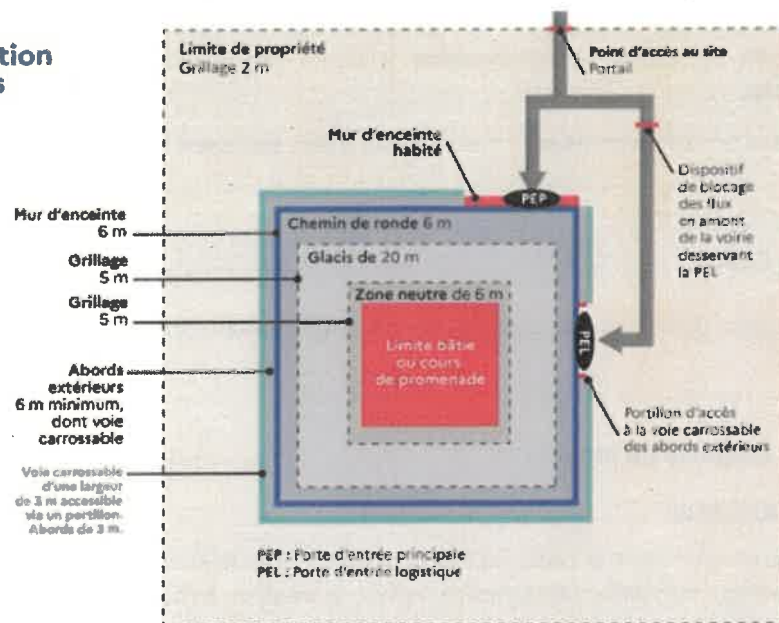 tion
s
Limite de propriété
Grillage 2 m
Point d'accès au site
Portail
Mur d'enceinte
habité
PEP
Dispositif
de blocage
des flux
en amont
de la voirie
desservant
la PEL
Mur d'enceinte
6 m
Chemin de ronde 6 m
Glacis de 20 m
Grillage
5 m
Zone neutre de 6 m
Grillage
5 m
Limite bâtie
ou cours
de promenade
PEL
Abords
extérieurs
6 m minimum,
dont voie
carrossable
Portillon d'accès
à la voie carrossable
des abords extérieurs
Voie carrossable
d'une largeur
de 3 m accessible
via un portillon.
Abords de 3 m.
PEP : Porte d'entrée principale
PEL : Porte d'entrée logistique